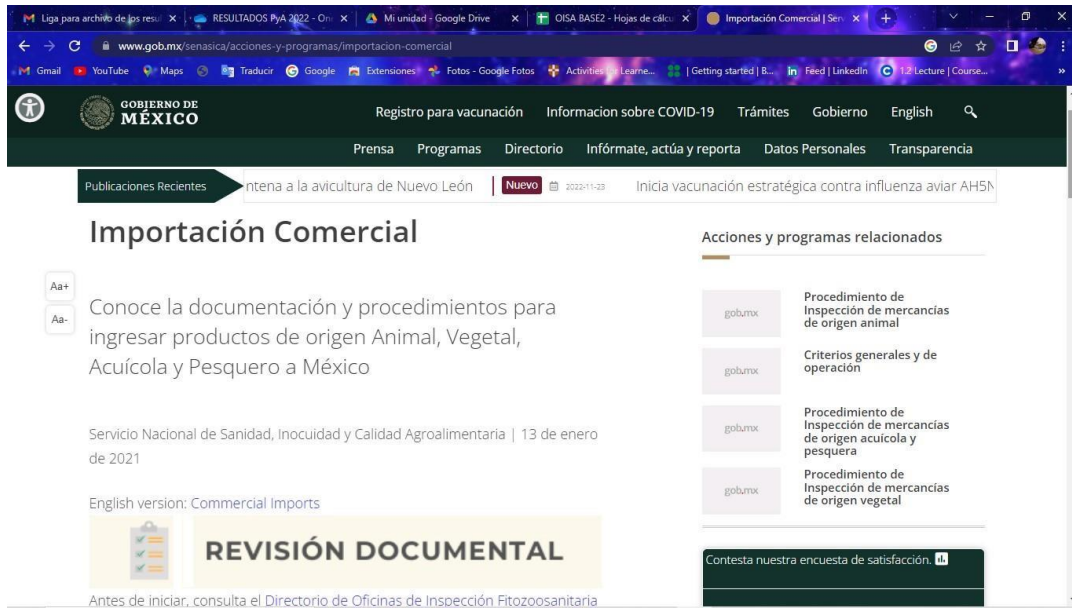 Liga para archivo de los resul
RESULTADOS PyA 2022 - On
Mi unidad - Google Drive
OISA BASE2 - Hojas de cálcu
Importación Comercial | Ser
www.gob.mx/senasica/acciones-y-programas/importacion-comercial
Gmail YouTube Maps Traducir Google Extensiones Fotos - Google Fotos Activities for Learne... | Getting started | B... Feed | LinkedIn 1.2 Lecture | Course... »
GOBIERNO DE
MÉXICO
Registro para vacunación Informacion sobre COVID-19 Trámites Gobierno English
Prensa Programas Directorio Infórmate, actúa y reporta Datos Personales Transparencia
Publicaciones Recientes
ntena a la avicultura de Nuevo León Nuevo 2022-11-23 Inicia vacunación estratégica contra influenza aviar AH5N
Importación Comercial
Aa+
Aa-
Conoce la documentación y procedimientos para
ingresar productos de origen Animal, Vegetal,
Acuícola y Pesquero a México
Servicio Nacional de Sanidad, Inocuidad y Calidad Agroalimentaria | 13 de enero
de 2021
English version: Commercial Imports
REVISIÓN DOCUMENTAL
Antes de iniciar, consulta el Directorio de Oficinas de Inspección Fitozoosanitaria
Acciones y programas relacionados
gob.mx
Procedimiento de
Inspección de mercancías
de origen animal
gob.mx
Criterios generales y de
operación
gob.mx
Procedimiento de
Inspección de mercancías
de origen acuícola y
pesquera
gob.mx
Procedimiento de
Inspección de mercancías
de origen vegetal
Contesta nuestra encuesta de satisfacción.